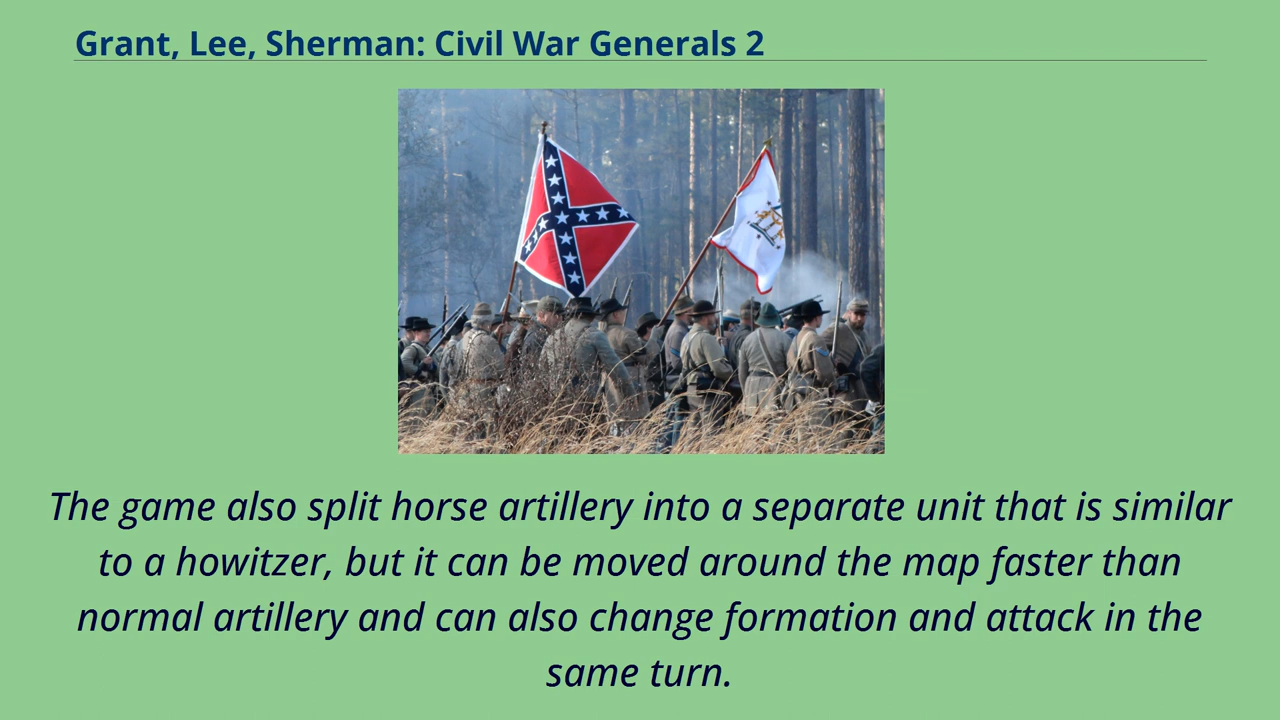 Grant, Lee, Sherman: Civil War Generals 2
The game also split horse artillery into a separate unit that is similar
to a howitzer, but it can be moved around the map faster than
normal artillery and can also change formation and attack in the
same turn.